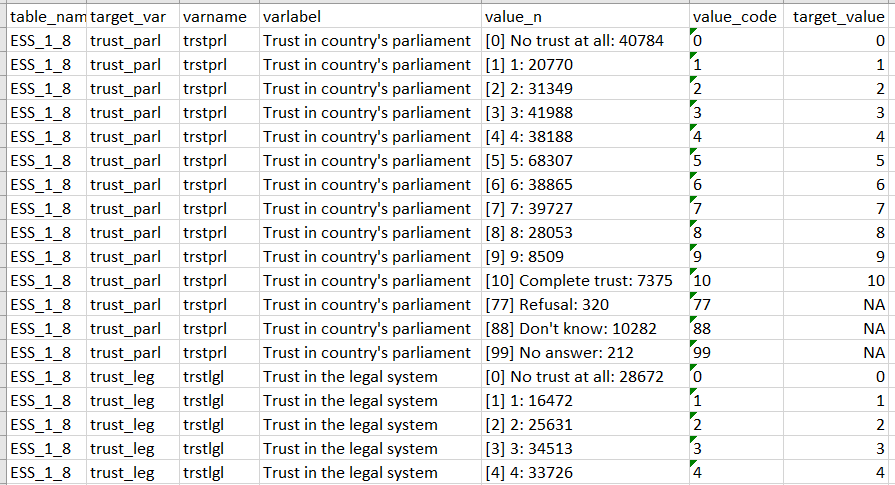 table_nam target_var varname varlabel value_n value_code target_value
ESS_1_8 trust_parl trstprl Trust in country's parliament [0] No trust at all: 40784 0 0
ESS_1_8 trust_parl trstprl Trust in country's parliament [1] 1: 20770 1 1
ESS_1_8 trust_parl trstprl Trust in country's parliament [2] 2: 31349 2 2
ESS_1_8 trust_parl trstprl Trust in country's parliament [3] 3: 41988 3 3
ESS_1_8 trust_parl trstprl Trust in country's parliament [4] 4: 38188 4 4
ESS_1_8 trust_parl trstprl Trust in country's parliament [5] 5: 68307 5 5
ESS_1_8 trust_parl trstprl Trust in country's parliament [6] 6: 38865 6 6
ESS_1_8 trust_parl trstprl Trust in country's parliament [7] 7: 39727 7 7
ESS_1_8 trust_parl trstprl Trust in country's parliament [8] 8: 28053 8 8
ESS_1_8 trust_parl trstprl Trust in country's parliament [9] 9: 8509 9 9
ESS_1_8 trust_parl trstprl Trust in country's parliament [10] Complete trust: 7375 10 10
ESS_1_8 trust_parl trstprl Trust in country's parliament [77] Refusal: 320 77 NA
ESS_1_8 trust_parl trstprl Trust in country's parliament [88] Don't know: 10282 88 NA
ESS_1_8 trust_parl trstprl Trust in country's parliament [99] No answer: 212 99 NA
ESS_1_8 trust_leg trstlgl Trust in the legal system [0] No trust at all: 28672 0 0
ESS_1_8 trust_leg trstlgl Trust in the legal system [1] 1: 16472 1 1
ESS_1_8 trust_leg trstlgl Trust in the legal system [2] 2: 25631 2 2
ESS_1_8 trust_leg trstlgl Trust in the legal system [3] 3: 34513 3 3
ESS_1_8 trust_leg trstlgl Trust in the legal system [4] 4: 33726 4 4